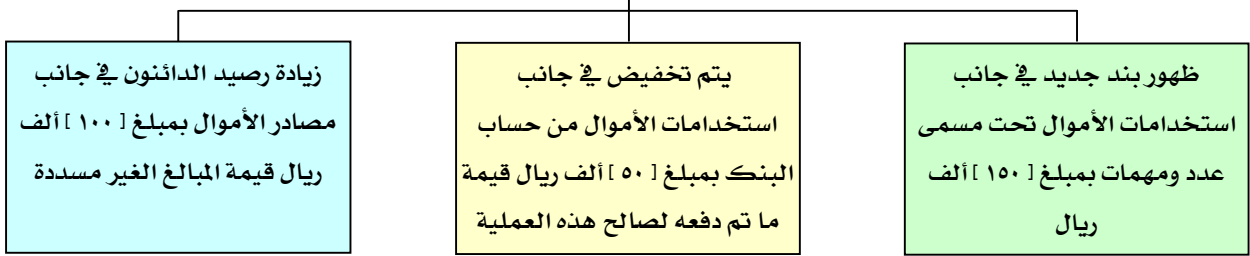 ظهور بند جديد في جانب
استخدامات الأموال تحت مسمى
عدد ومهمات بمبلغ [ ١٥٠ ] ألف
ريال
يتم تخفيض في جانب
استخدامات الأموال من حساب
البنك بمبلغ [ ٥٠ ] ألف ريال قيمة
ما تم دفعه لصالح هذه العملية
زيادة رصيد الدائنون في جانب
مصادر الأموال بمبلغ [ ١٠٠ ] ألف
ريال قيمة المبالغ الغير مسددة